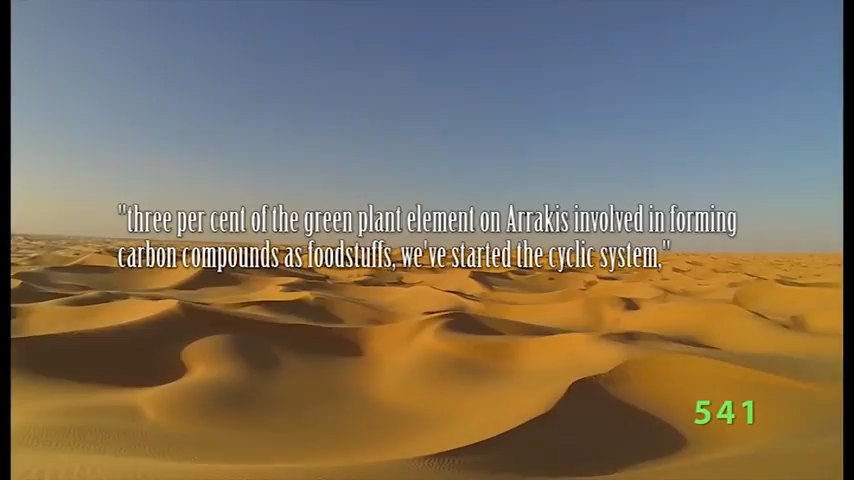 "three per cent of the green plant element on Arrakis involved in forming
carbon compounds as foodstuffs, we've started the cyclic system,"
541